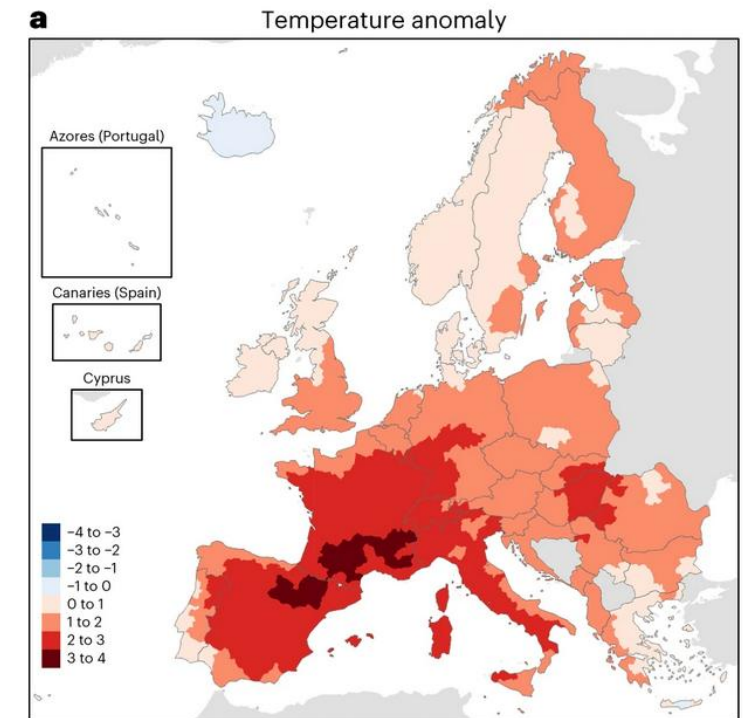 a
Temperature anomaly
Azores (Portugal)
Canaries (Spain)
Cyprus
−4 to −3
−3 to −2
−2 to −1
−1 to 0
0 to 1
1 to 2
2 to 3
3 to 4